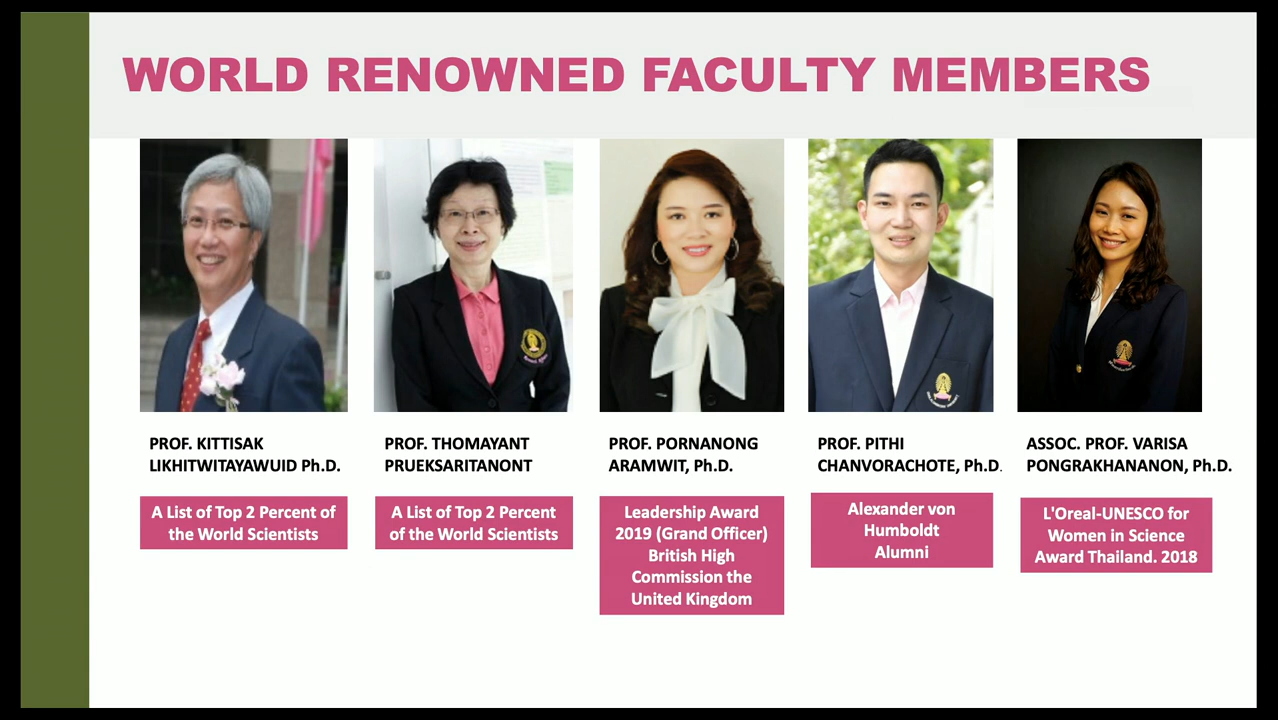 WORLD RENOWNED FACULTY MEMBERS
PROF. KITTISAK
LIKHITWITAYAWUID Ph.D.
A List of Top 2 Percent of
the World Scientists
PROF. THOMAYANT
PRUEKSARITANONT
A List of Top 2 Percent
of the World Scientists
PROF. PORNANONG
ARAMWIT, Ph.D.
Leadership Award
2019 (Grand Officer)
British High
Commission the
United Kingdom
PROF. PITHI
CHANVORACHOTE, Ph.D.
Alexander von
Humboldt
Alumni
ASSOC. PROF. VARISA
PONGRAKHANANON, Ph.D.
L'Oreal-UNESCO for
Women in Science
Award Thailand. 2018